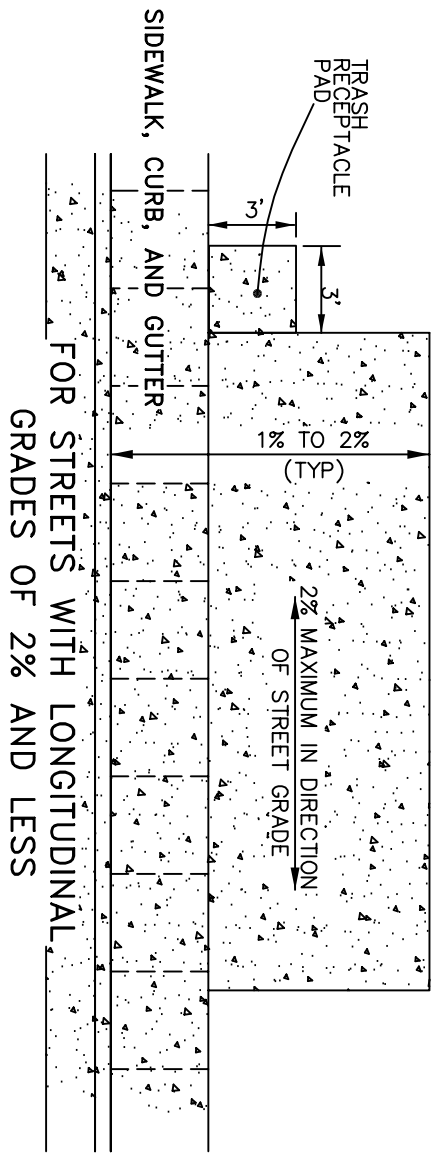 TRASH
RECEPTACLE
PAD
3'
3'
SIDEWALK, CURB, AND GUTTER
1% TO 2%
(TYP)
2% MAXIMUM IN DIRECTION
OF STREET GRADE
FOR STREETS WITH LONGITUDINAL
GRADES OF 2% AND LESS